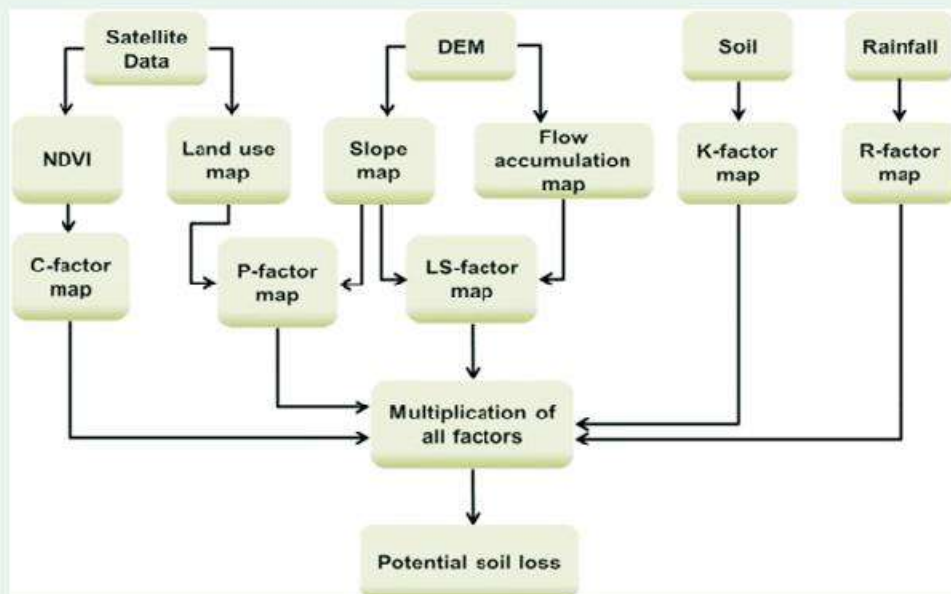 Satellite
Data
DEM
Soil
Rainfall
NDVI
Land use
map
Slope
map
Flow
accumulation
map
K-factor
map
R-factor
map
C-factor
map
P-factor
map
LS-factor
map
Multiplication of
all factors
Potential soil loss